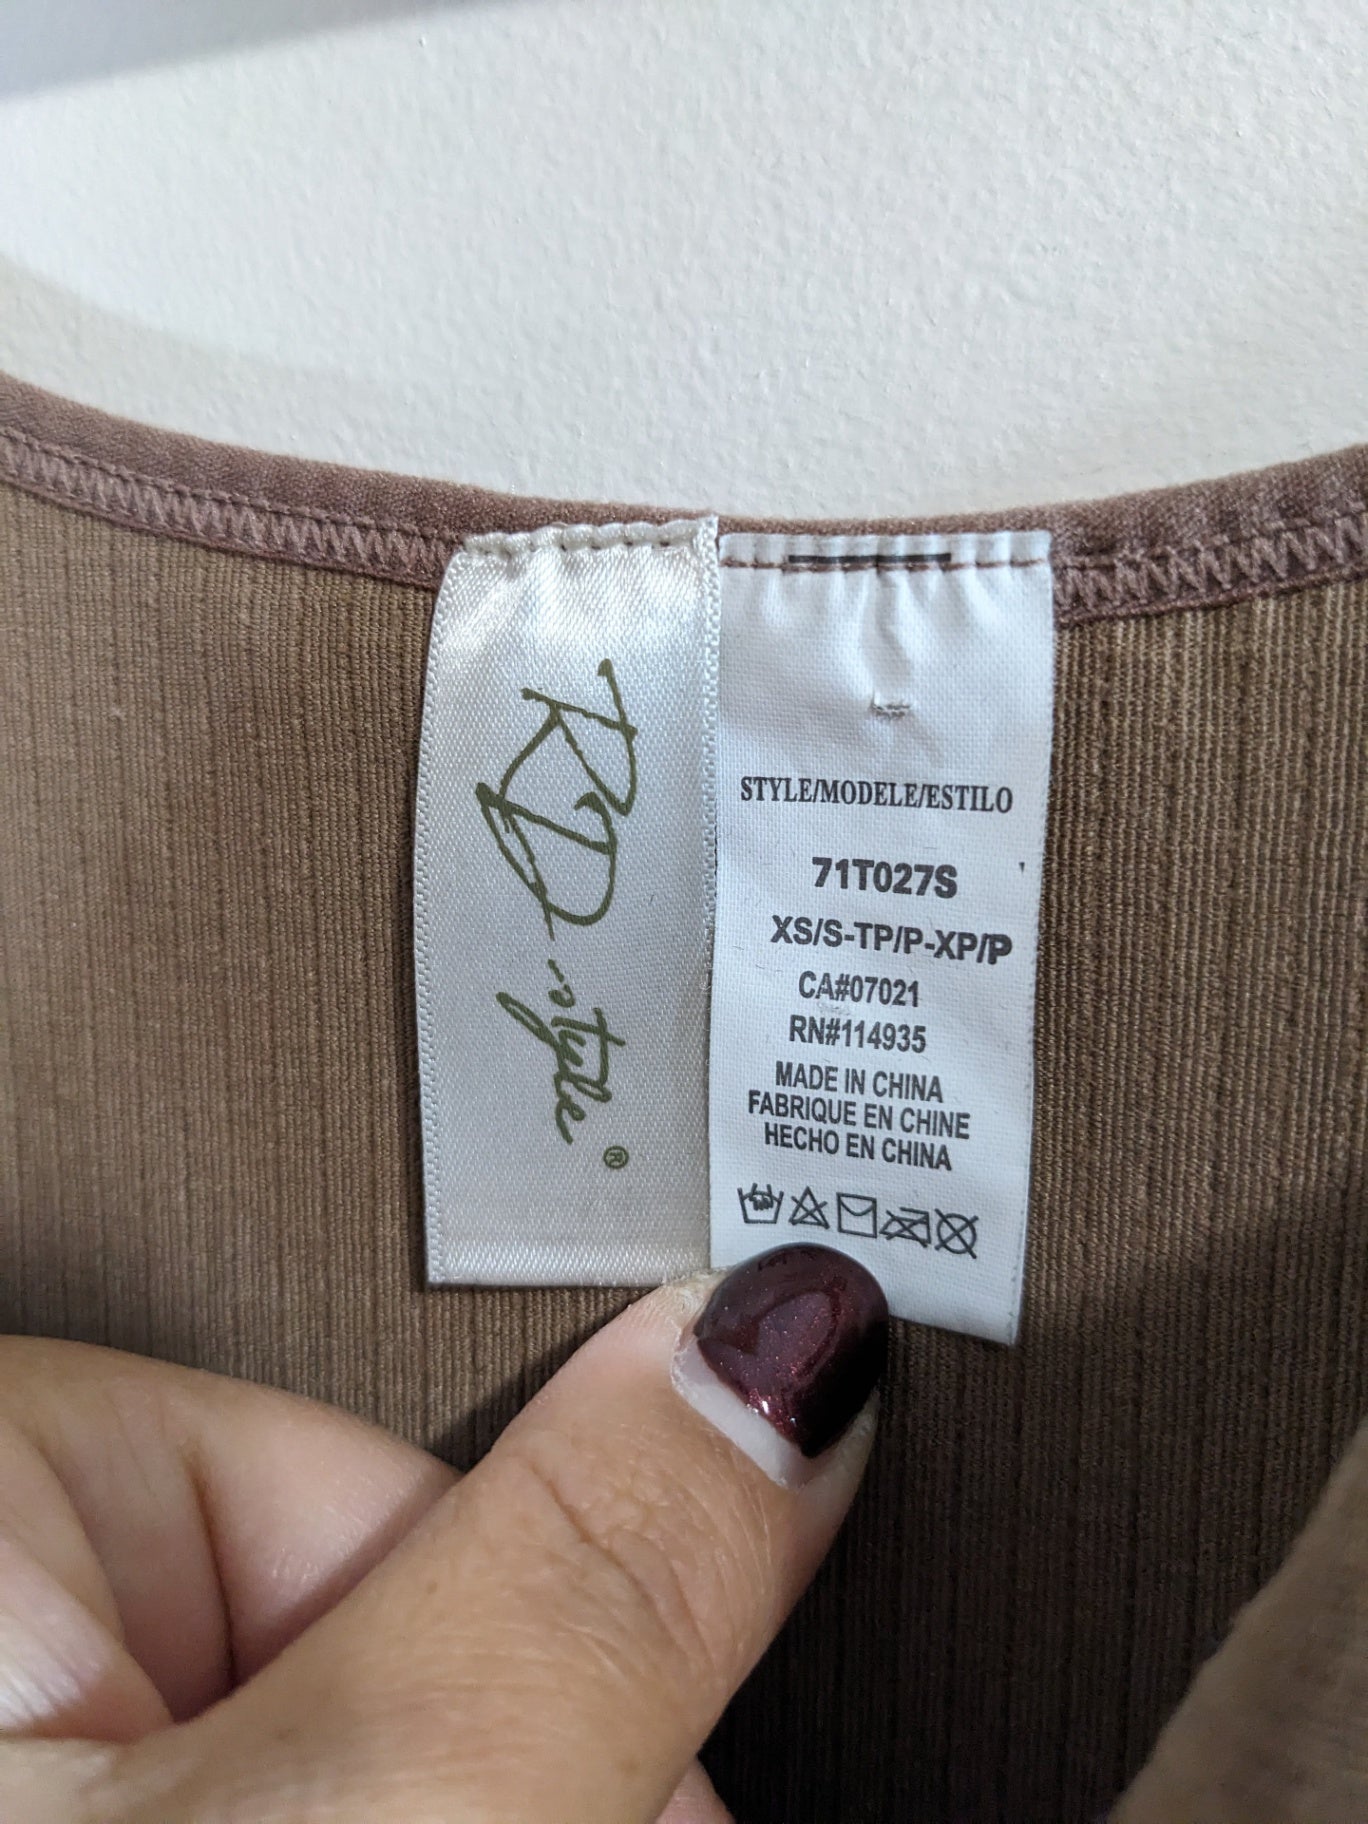 RD style®
STYLE/MODELE/ESTILO
71T027S
XS/S-TP/P-XP/P
CA#07021
RN#114935
MADE IN CHINA
FABRIQUE EN CHINE
HECHO EN CHINA